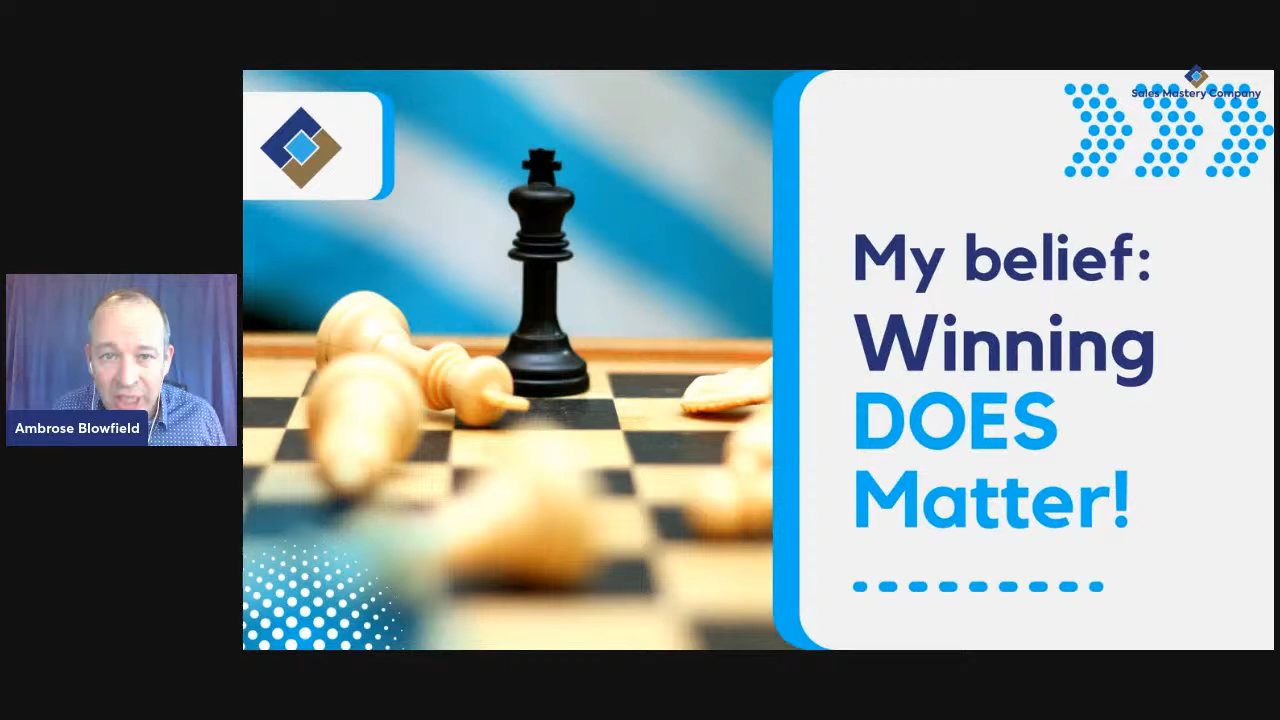 Sales Mastery Company
My belief:
Winning
DOES
Matter!
Ambrose Blowfield